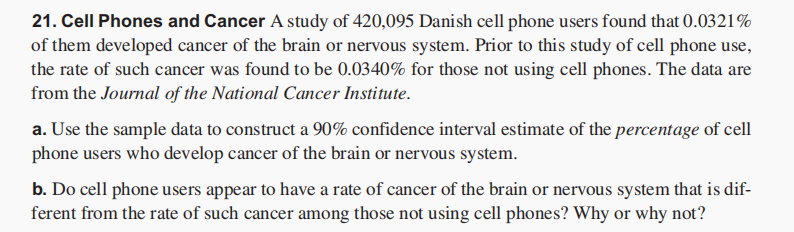 21. Cell Phones and Cancer A study of 420,095 Danish cell phone users found that 0.0321%
of them developed cancer of the brain or nervous system. Prior to this study of cell phone use,
the rate of such cancer was found to be 0.0340% for those not using cell phones. The data are
from the Journal of the National Cancer Institute.
a. Use the sample data to construct a 90% confidence interval estimate of the percentage of cell
phone users who develop cancer of the brain or nervous system.
b. Do cell phone users appear to have a rate of cancer of the brain or nervous system that is dif-
ferent from the rate of such cancer among those not using cell phones? Why or why not?